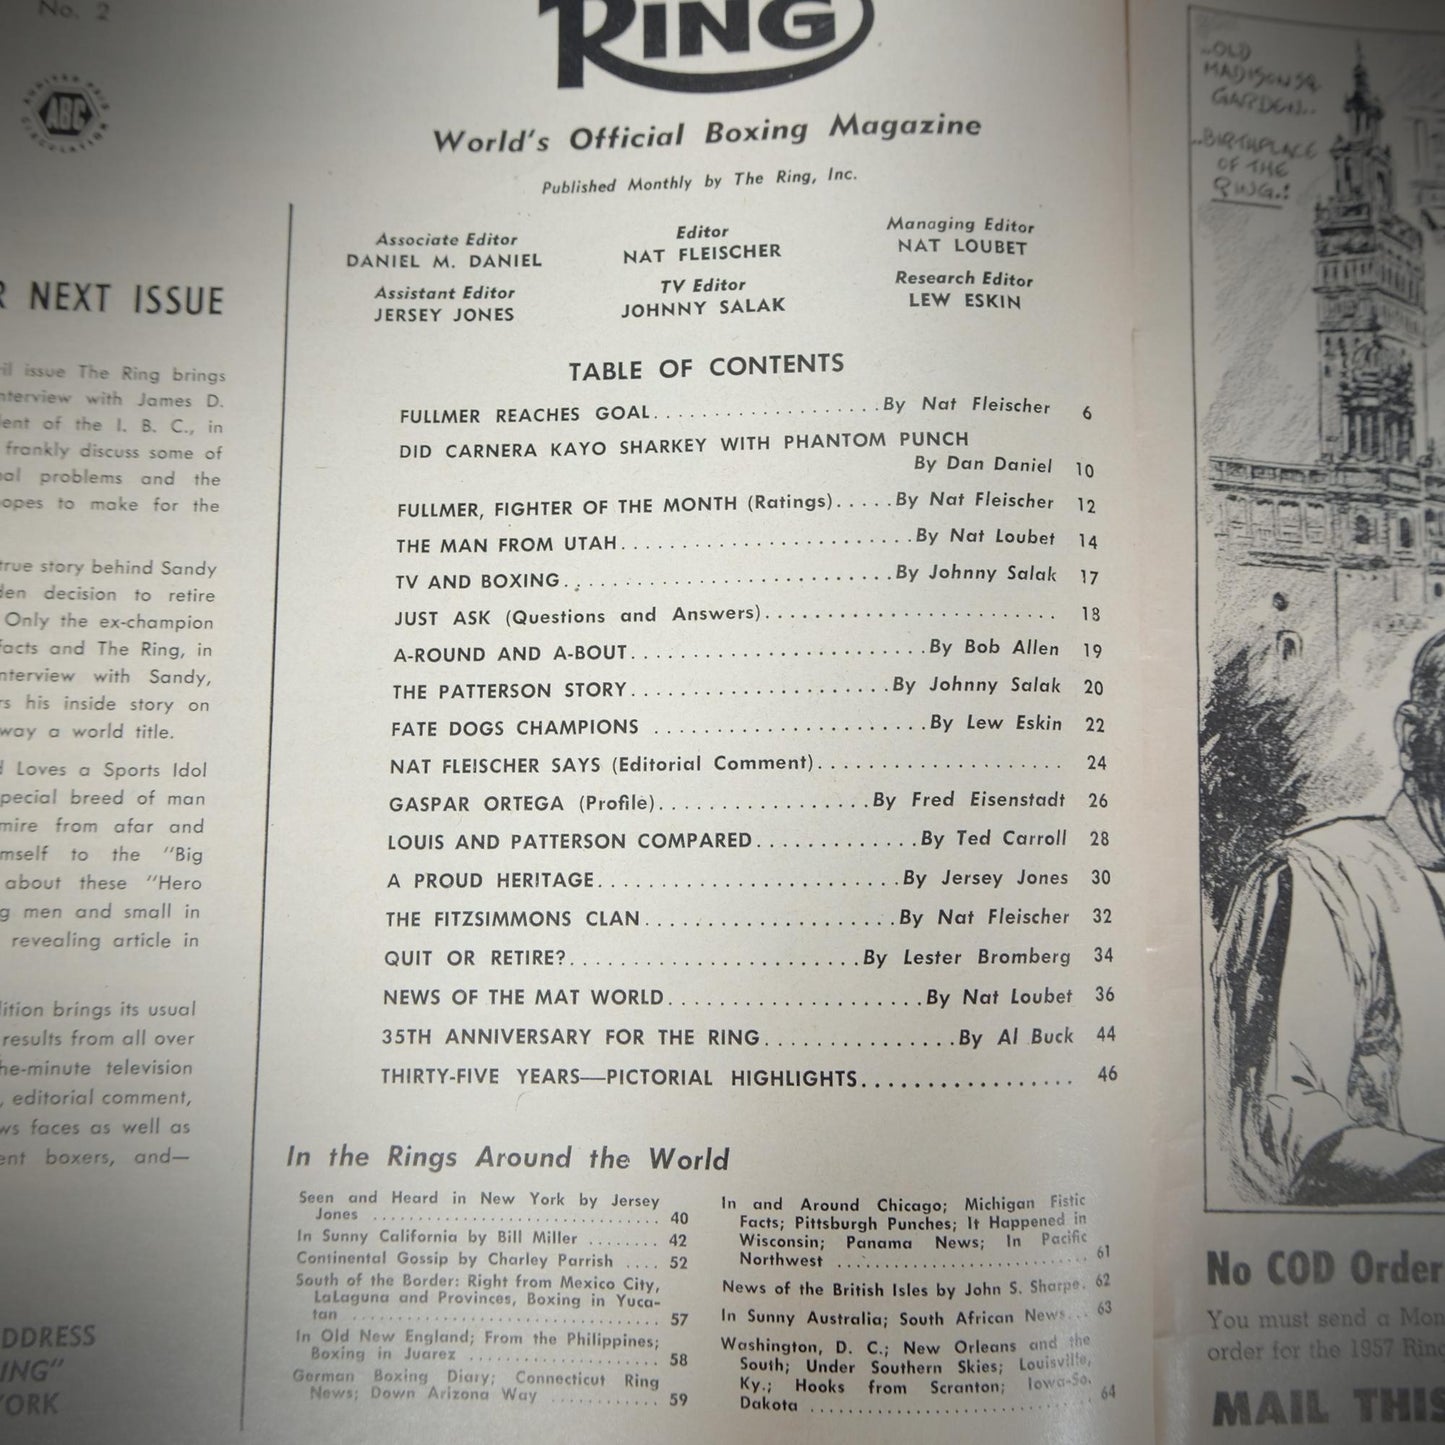 No. 2
AUDIT BUREAU
ABC
CIRCULATION
NEXT ISSUE
issue The Ring brings
with James D.
of the I. B. C., in
frankly discuss some of
problems and the
to make for the
true story behind Sandy
decision to retire
Only the ex-champion
and The Ring, in
with Sandy,
his inside story on
way a world title.
Loves a Sports Idol
breed of man
from afar and
to the "Big
about these "Hero
men and small in
revealing article in
brings its usual
results from all over
television
, editorial comment,
faces as well as
boxers, and—
RING"
RING
World's Official Boxing Magazine
Published Monthly by The Ring, Inc.
Associate Editor
DANIEL M. DANIEL
Editor
NAT FLEISCHER
Managing Editor
NAT LOUBET
Assistant Editor
JERSEY JONES
TV Editor
JOHNNY SALAK
Research Editor
LEW ESKIN
TABLE OF CONTENTS
FULLMER REACHES GOAL...................By Nat Fleischer 6
DID CARNERA KAYO SHARKEY WITH PHANTOM PUNCH
By Dan Daniel 10
FULLMER, FIGHTER OF THE MONTH (Ratings).....By Nat Fleischer 12
THE MAN FROM UTAH........................By Nat Loubet 14
TV AND BOXING...........................By Johnny Salak 17
JUST ASK (Questions and Answers)......................... 18
A-ROUND AND A-BOUT.........................By Bob Allen 19
THE PATTERSON STORY......................By Johnny Salak 20
FATE DOGS CHAMPIONS .......................By Lew Eskin 22
NAT FLEISCHER SAYS (Editorial Comment)..................... 24
GASPAR ORTEGA (Profile)..................By Fred Eisenstadt 26
LOUIS AND PATTERSON COMPARED.............By Ted Carroll 28
A PROUD HERITAGE.........................By Jersey Jones 30
THE FITZSIMMONS CLAN.....................By Nat Fleischer 32
QUIT OR RETIRE?........................By Lester Bromberg 34
NEWS OF THE MAT WORLD.....................By Nat Loubet 36
35TH ANNIVERSARY FOR THE RING................By Al Buck 44
THIRTY-FIVE YEARS—PICTORIAL HIGHLIGHTS................. 46
In the Rings Around the World
Seen and Heard in New York by Jersey
Jones ............................... 40
In Sunny California by Bill Miller ........ 42
Continental Gossip by Charley Parrish .... 52
South of the Border: Right from Mexico City,
LaLaguna and Provinces, Boxing in Yuca-
tan .................................. 57
In Old New England; From the Philippines;
Boxing in Juarez ..................... 58
German Boxing Diary; Connecticut Ring
News; Down Arizona Way ............ 59
In and Around Chicago; Michigan Fistic
Facts; Pittsburgh Punches; It Happened in
Wisconsin; Panama News; In Pacific
Northwest ........................... 61
News of the British Isles by John S. Sharpe. 62
In Sunny Australia; South African News... 63
Washington, D. C.; New Orleans and the
South; Under Southern Skies; Louisville,
Ky.; Hooks from Scranton; Iowa-So.
Dakota ............................... 64
..OLD
MADISON SQ.
GARDEN..
..BIRTHPLACE
OF THE
RING.!
No COD Order
You must send a
order for the 1957
MAIL THIS